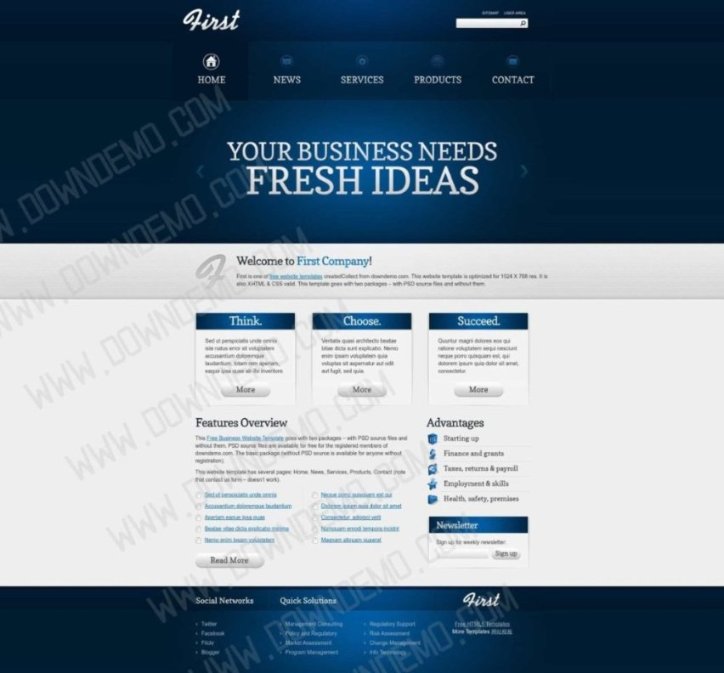 First
SITEMAP USER AREA
HOME
NEWS
SERVICES
PRODUCTS
CONTACT
YOUR BUSINESS NEEDS
FRESH IDEAS
Welcome to First Company!
First is one of free website templates createdCollect from downdemo.com. This website template is optimized for 1024 X 768 res. It is
also XHTML & CSS valid. This template goes with two packages – with PSD source files and without them.
Think.
Sed ut perspiciatis unde omnis
iste natus error sit voluptatem
accusantium doloremque
laudantium, totam rem aperiam,
eaque ipsa quae ab illo inventore.
More
Choose.
Veritatis quasi architecto beatae
vitae dicta sunt explicabo. Nemo
enim ipsam voluptatem quia
voluptas sit aspernatur aut odit
aut fugit, sed quia.
More
Succeed.
Quuntur magni dolores eos qui
ratione voluptatem sequi nesciunt
neque porro quisquam est, qui
dolorem ipsum quia dolor sit amet,
consectetur.
More
Features Overview
This Free Business Website Template goes with two packages – with PSD source files and
without them. PSD source files are available for free for the registered members of
downdemo.com. The basic package (without PSD source is available for anyone without
registration).
This website template has several pages: Home, News, Services, Products, Contact (note
that contact us form – doesn't work).
Sed ut perspiciatis unde omnis
Accusantium doloremque laudantium
Aperiam eaque ipsa quae
Beatae vitae dicta explicabo
Nemo enim ipsam voluptatem
Neque porro quisquam est qui
Dolorem ipsum quia dolor sit amet
Consectetur, adipisci velit
Numquam eimod tempora
Magnam aliquam quaerat
Read More
Advantages
Starting up
Finance and grants
Taxes, returns & payroll
Employment & skills
Health, safety, premises
Newsletter
Sign up for weekly newsletter:
Sign up
Social Networks
Twitter
Facebook
Flickr
Blogger
Quick Solutions
Management Consulting
Policy and Regulatory
Market Assessment
Program Management
Regulatory Support
Risk Assessment
Change Management
Info Technology
First
Free HTML5 Templates
More Templates
WWW.DOWNDEMO.COM